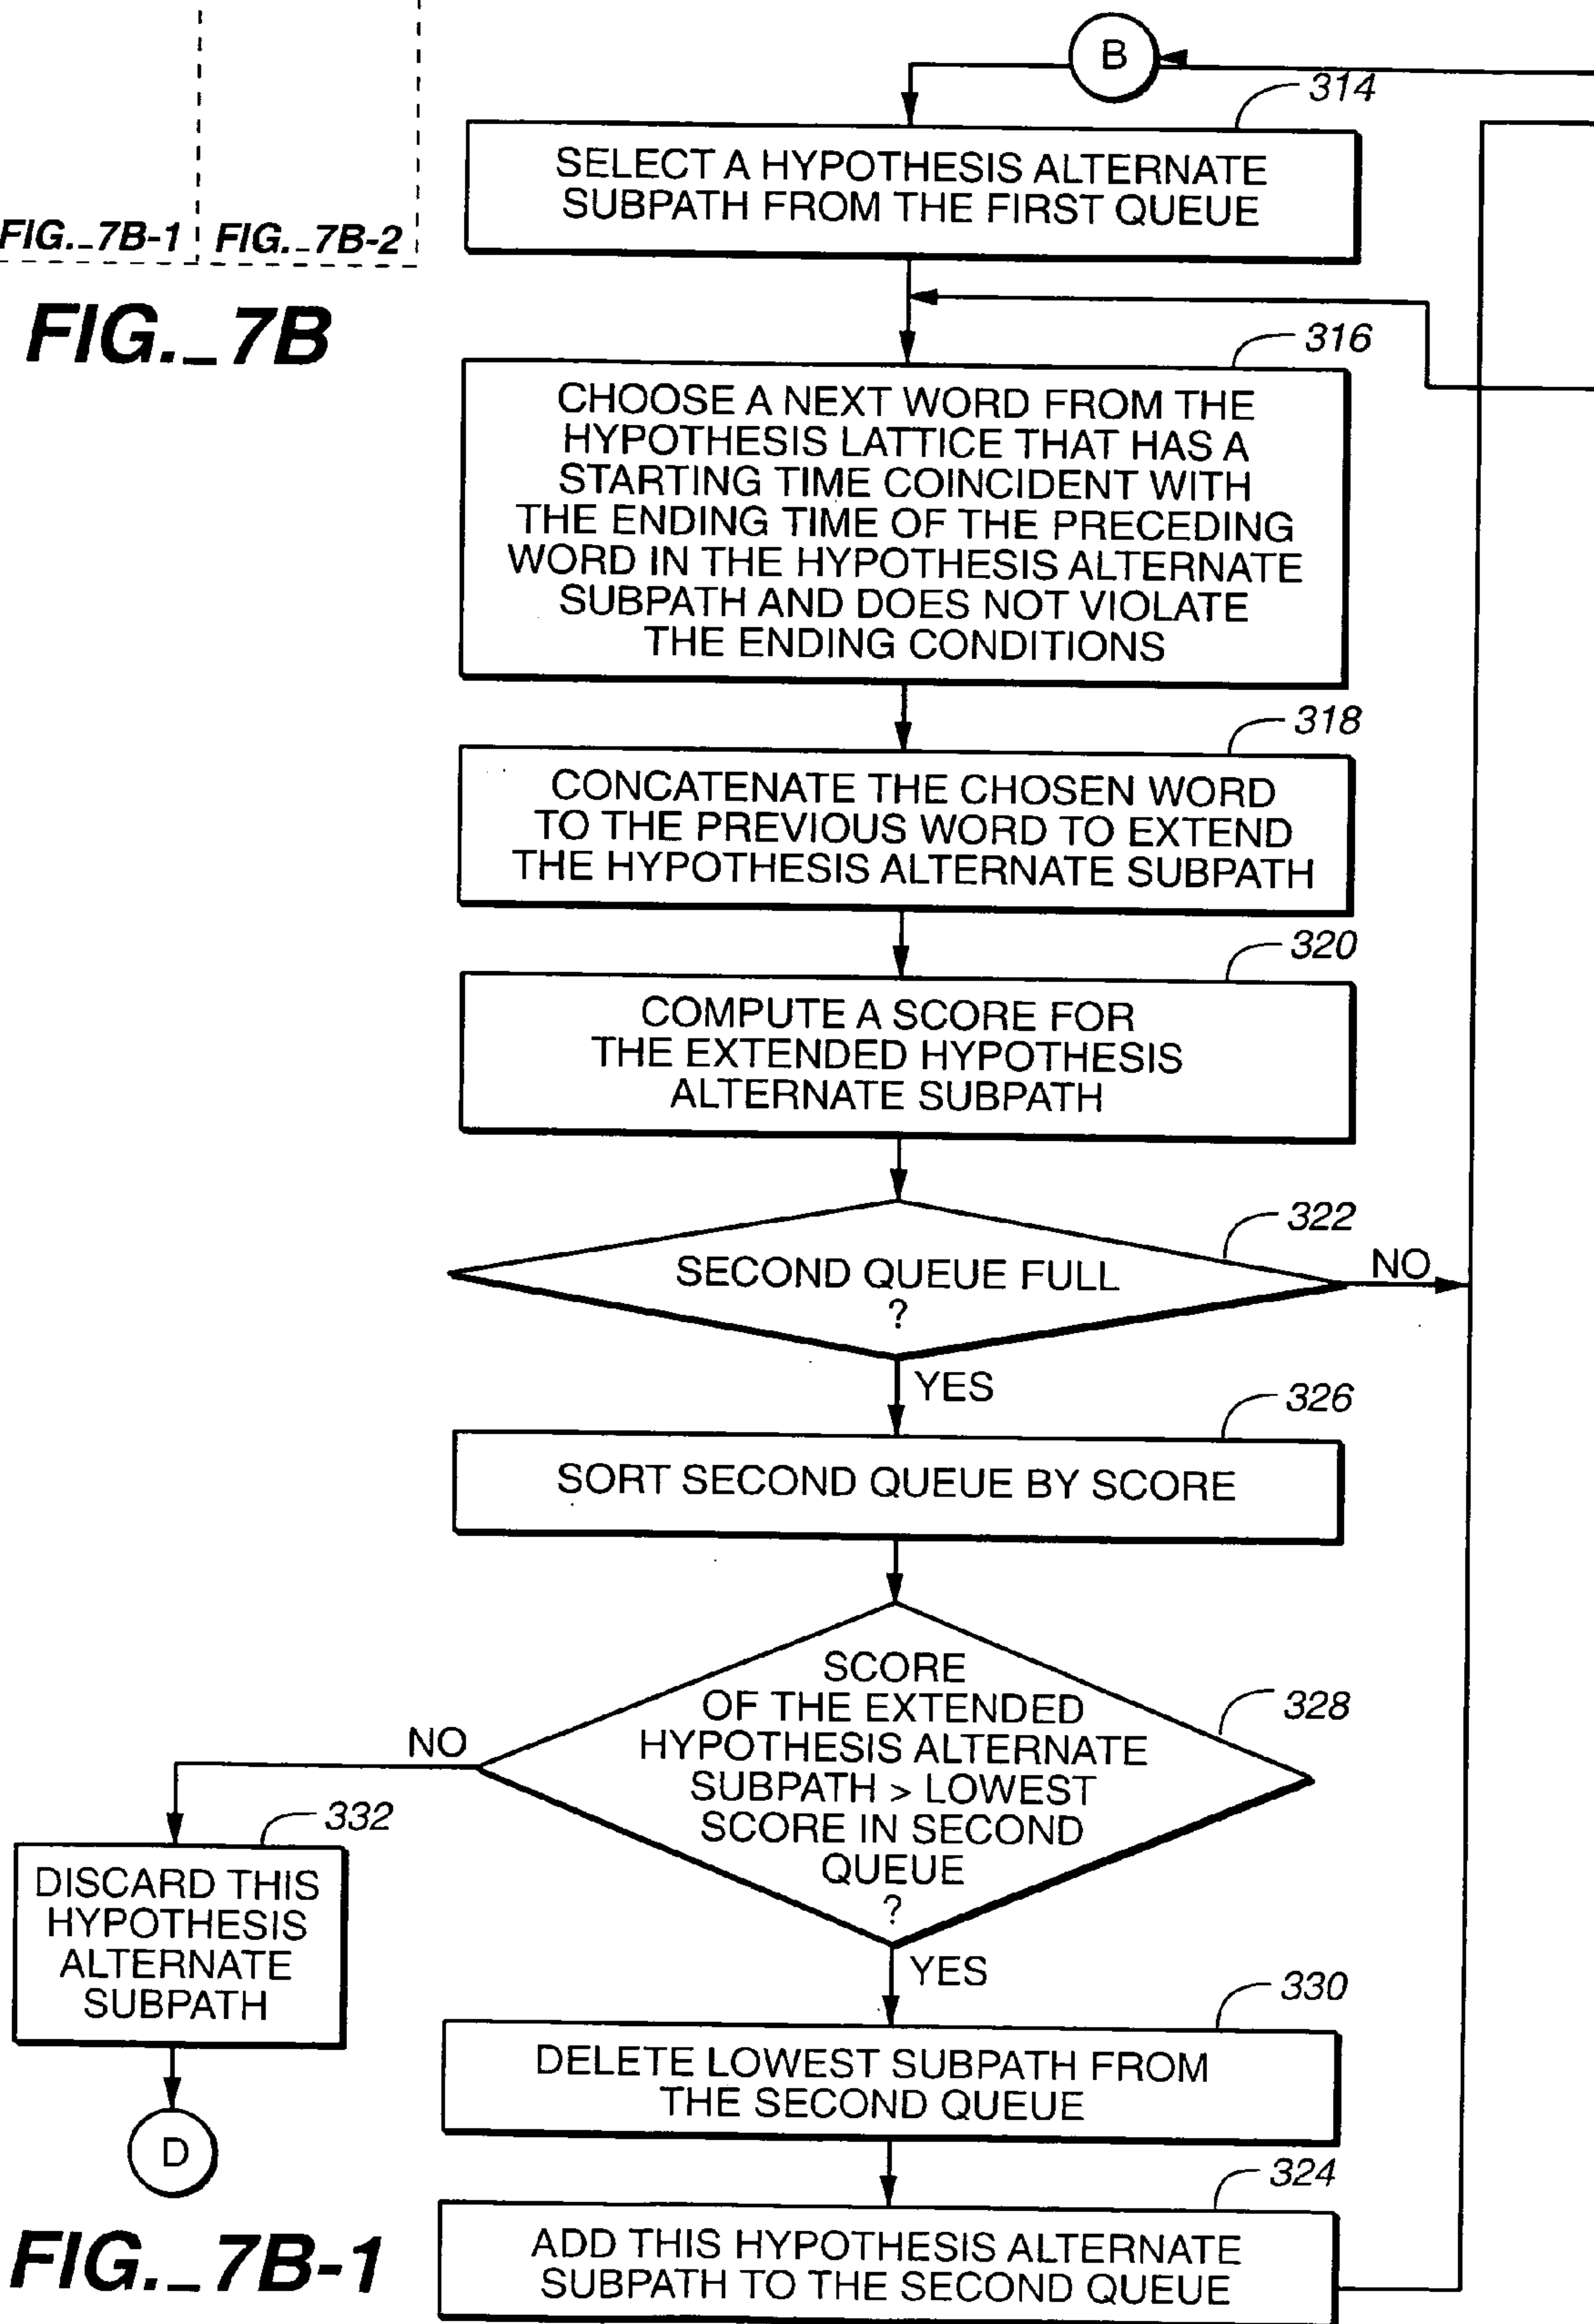 B
314
SELECT A HYPOTHESIS ALTERNATE
SUBPATH FROM THE FIRST QUEUE
FIG._7B-1
FIG._7B-2
FIG._7B
316
CHOOSE A NEXT WORD FROM THE
HYPOTHESIS LATTICE THAT HAS A
STARTING TIME COINCIDENT WITH
THE ENDING TIME OF THE PRECEDING
WORD IN THE HYPOTHESIS ALTERNATE
SUBPATH AND DOES NOT VIOLATE
THE ENDING CONDITIONS
318
CONCATENATE THE CHOSEN WORD
TO THE PREVIOUS WORD TO EXTEND
THE HYPOTHESIS ALTERNATE SUBPATH
320
COMPUTE A SCORE FOR
THE EXTENDED HYPOTHESIS
ALTERNATE SUBPATH
322
SECOND QUEUE FULL
?
NO
YES
326
SORT SECOND QUEUE BY SCORE
328
SCORE
OF THE EXTENDED
HYPOTHESIS ALTERNATE
SUBPATH > LOWEST
SCORE IN SECOND
QUEUE
?
NO
332
DISCARD THIS
HYPOTHESIS
ALTERNATE
SUBPATH
D
YES
330
DELETE LOWEST SUBPATH FROM
THE SECOND QUEUE
324
ADD THIS HYPOTHESIS ALTERNATE
SUBPATH TO THE SECOND QUEUE
FIG._7B-1